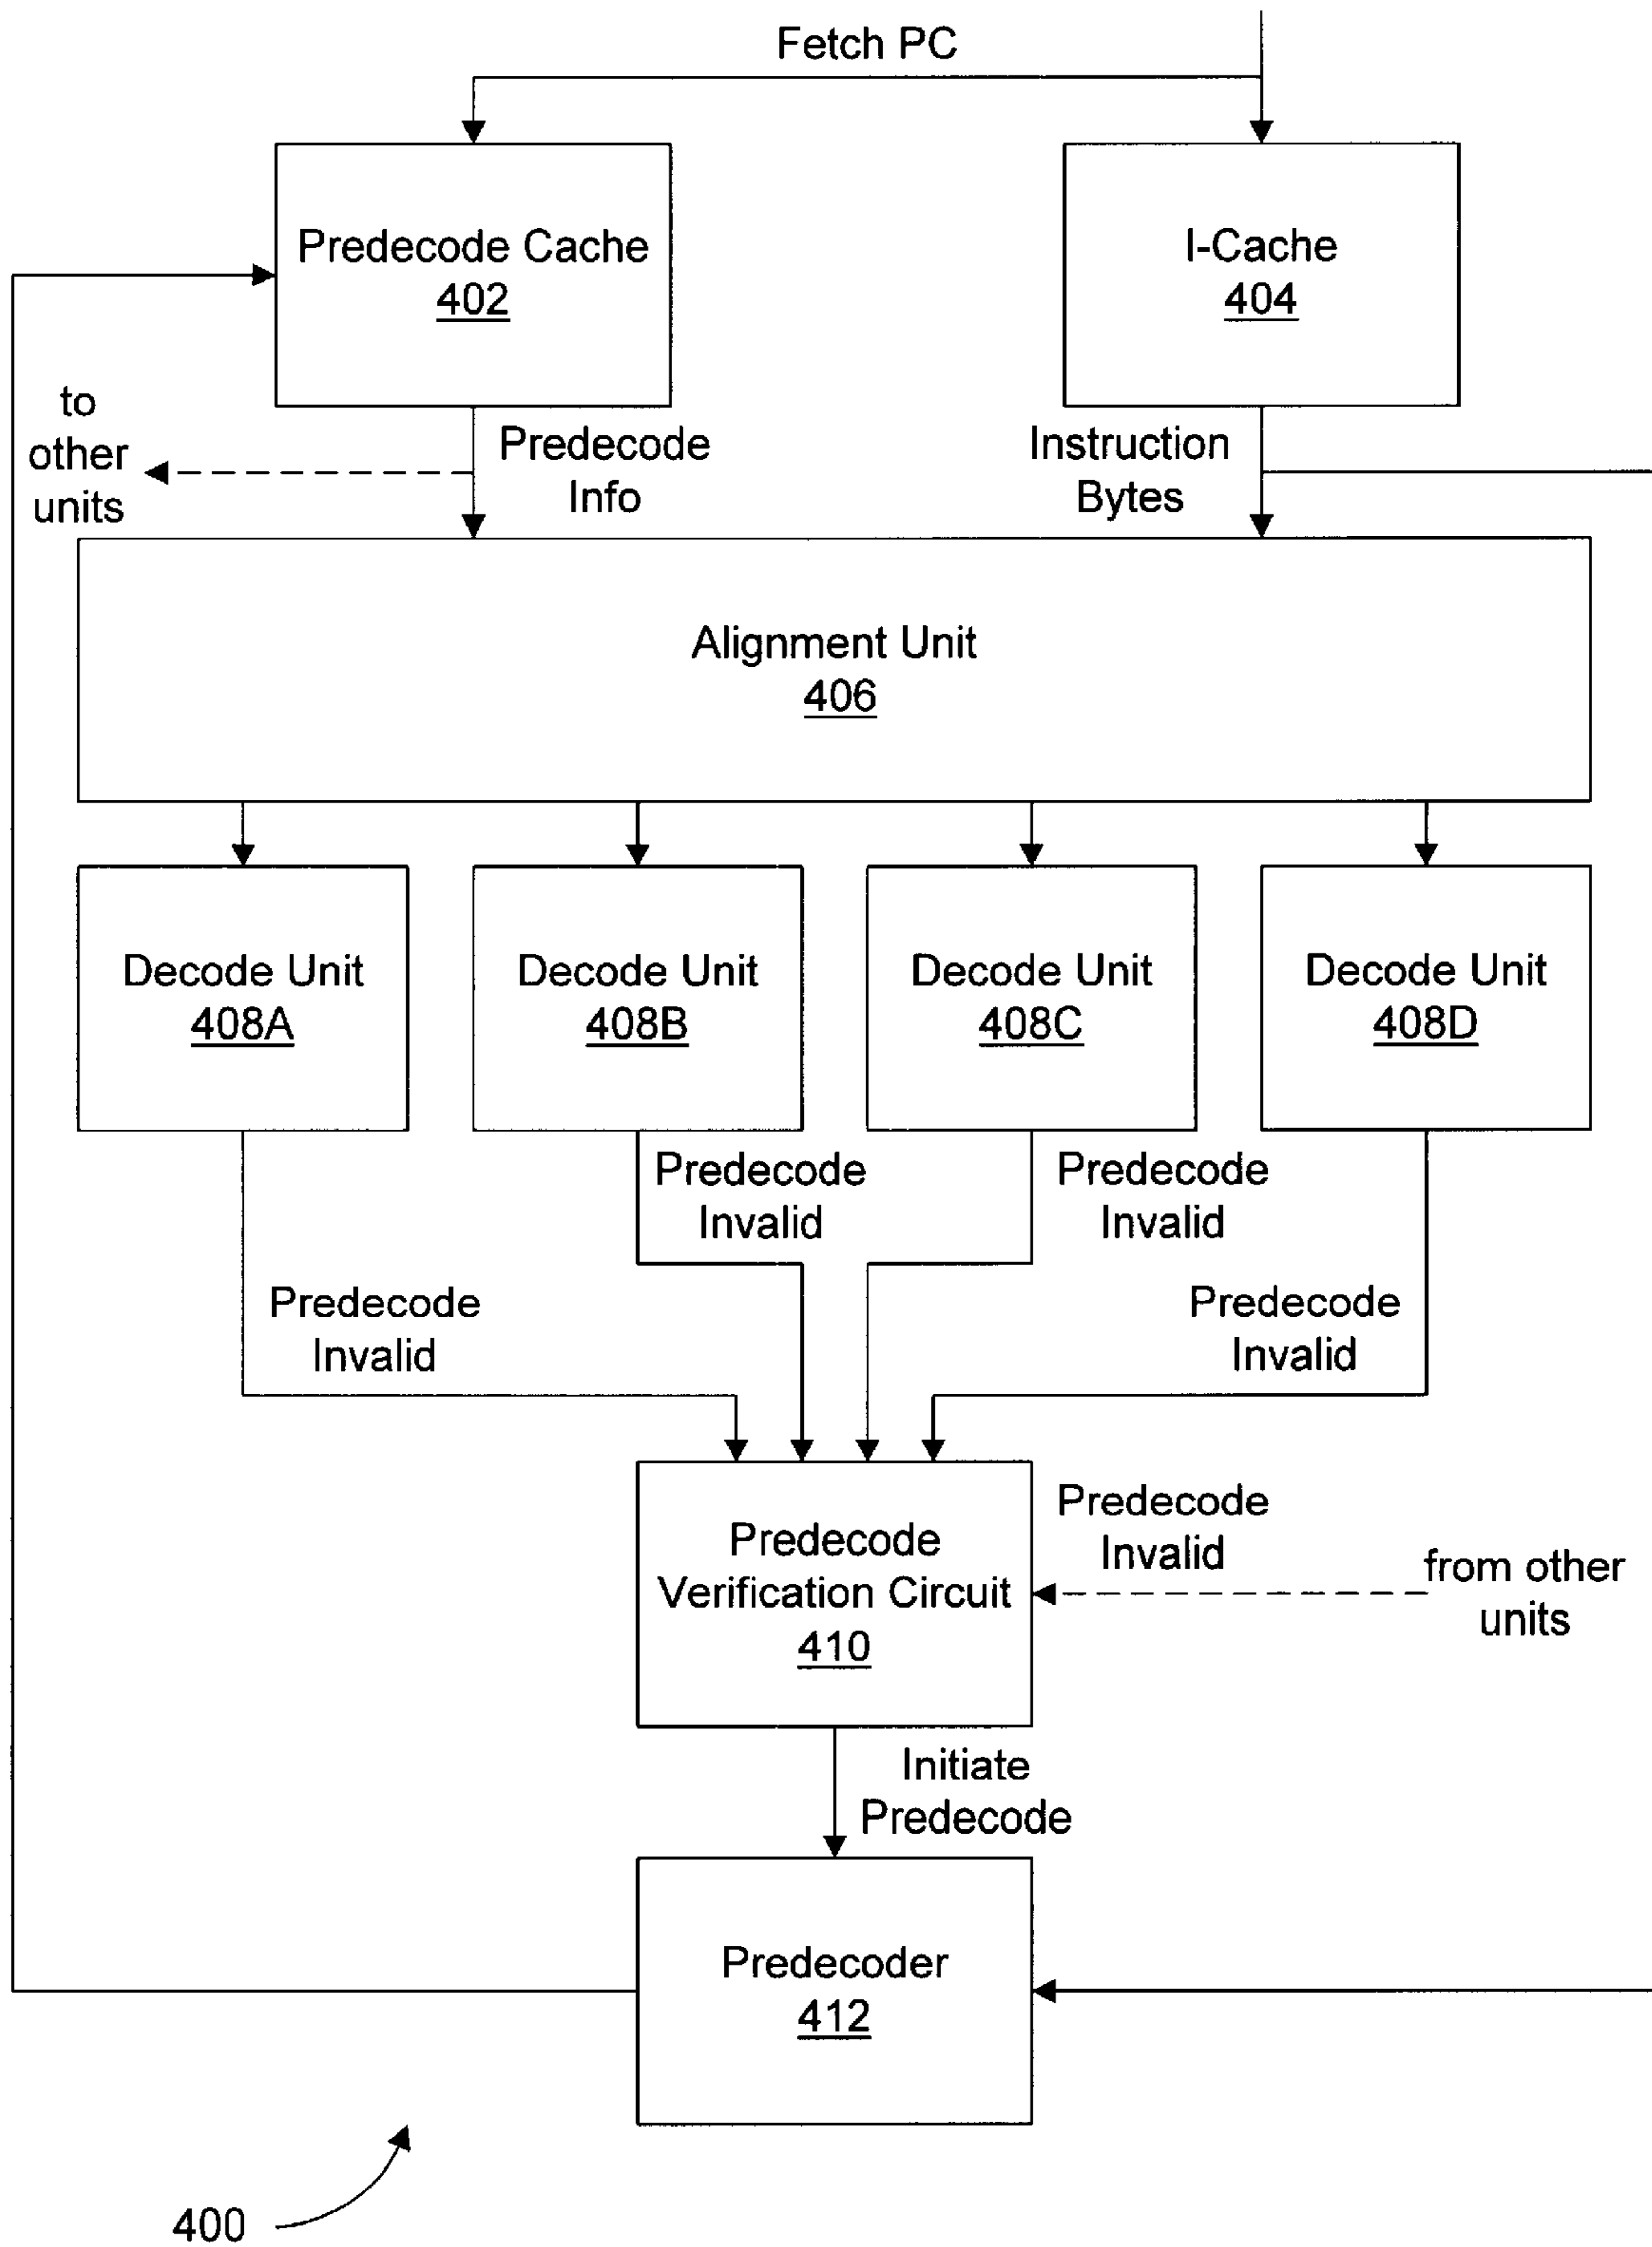 Fetch PC
Predecode Cache
402
I-Cache
404
to
other
units
Predecode
Info
Instruction
Bytes
Alignment Unit
406
Decode Unit
408A
Decode Unit
408B
Decode Unit
408C
Decode Unit
408D
Predecode
Invalid
Predecode
Invalid
Predecode
Invalid
Predecode
Invalid
Predecode
Verification Circuit
410
Predecode
Invalid
from other
units
Initiate
Predecode
Predecoder
412
400